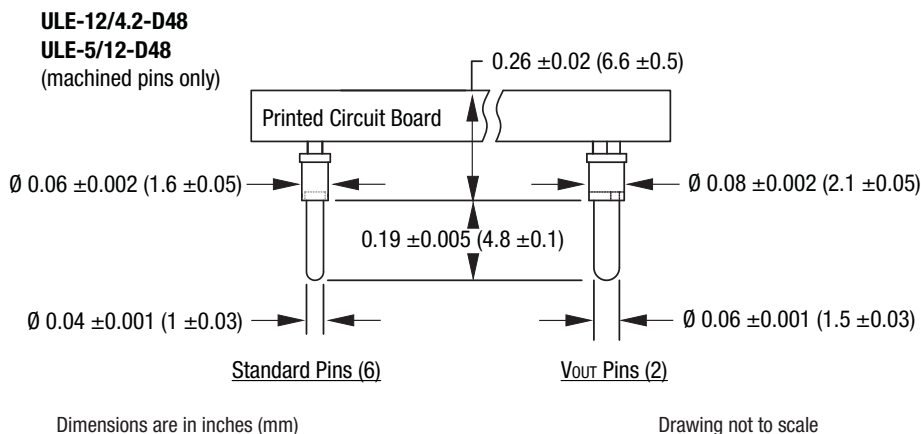 ULE-12/4.2-D48
ULE-5/12-D48
(machined pins only)
0.26 ±0.02 (6.6 ±0.5)
Printed Circuit Board
Ø 0.06 ±0.002 (1.6 ±0.05)
Ø 0.08 ±0.002 (2.1 ±0.05)
0.19 ±0.005 (4.8 ±0.1)
Ø 0.04 ±0.001 (1 ±0.03)
Ø 0.06 ±0.001 (1.5 ±0.03)
Standard Pins (6)
VOUT Pins (2)
Dimensions are in inches (mm)
Drawing not to scale